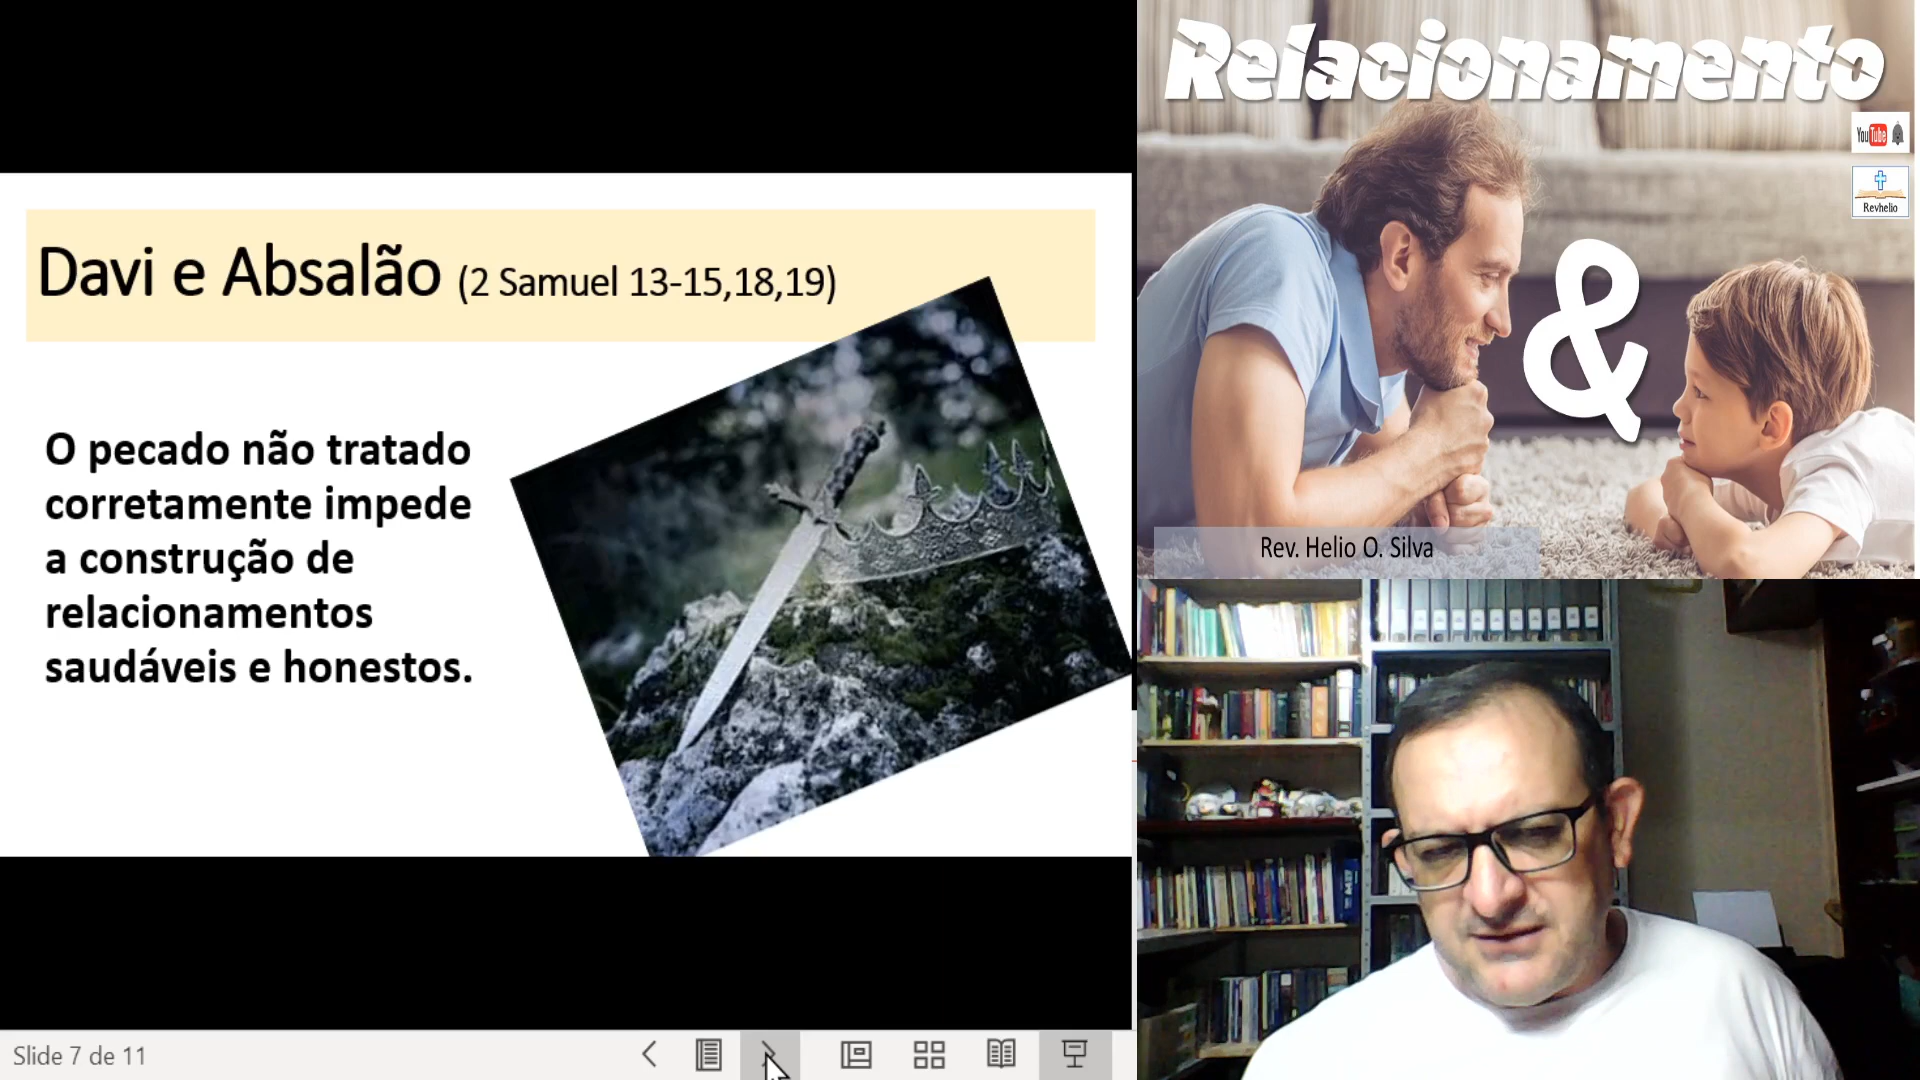 Davi e Absalão (2 Samuel 13-15,18,19)
O pecado não tratado
corretamente impede
a construção de
relacionamentos
saudáveis e honestos.
Slide 7 de 11
Relacionamento
&
YouTube
Revhelio
Rev. Helio O. Silva